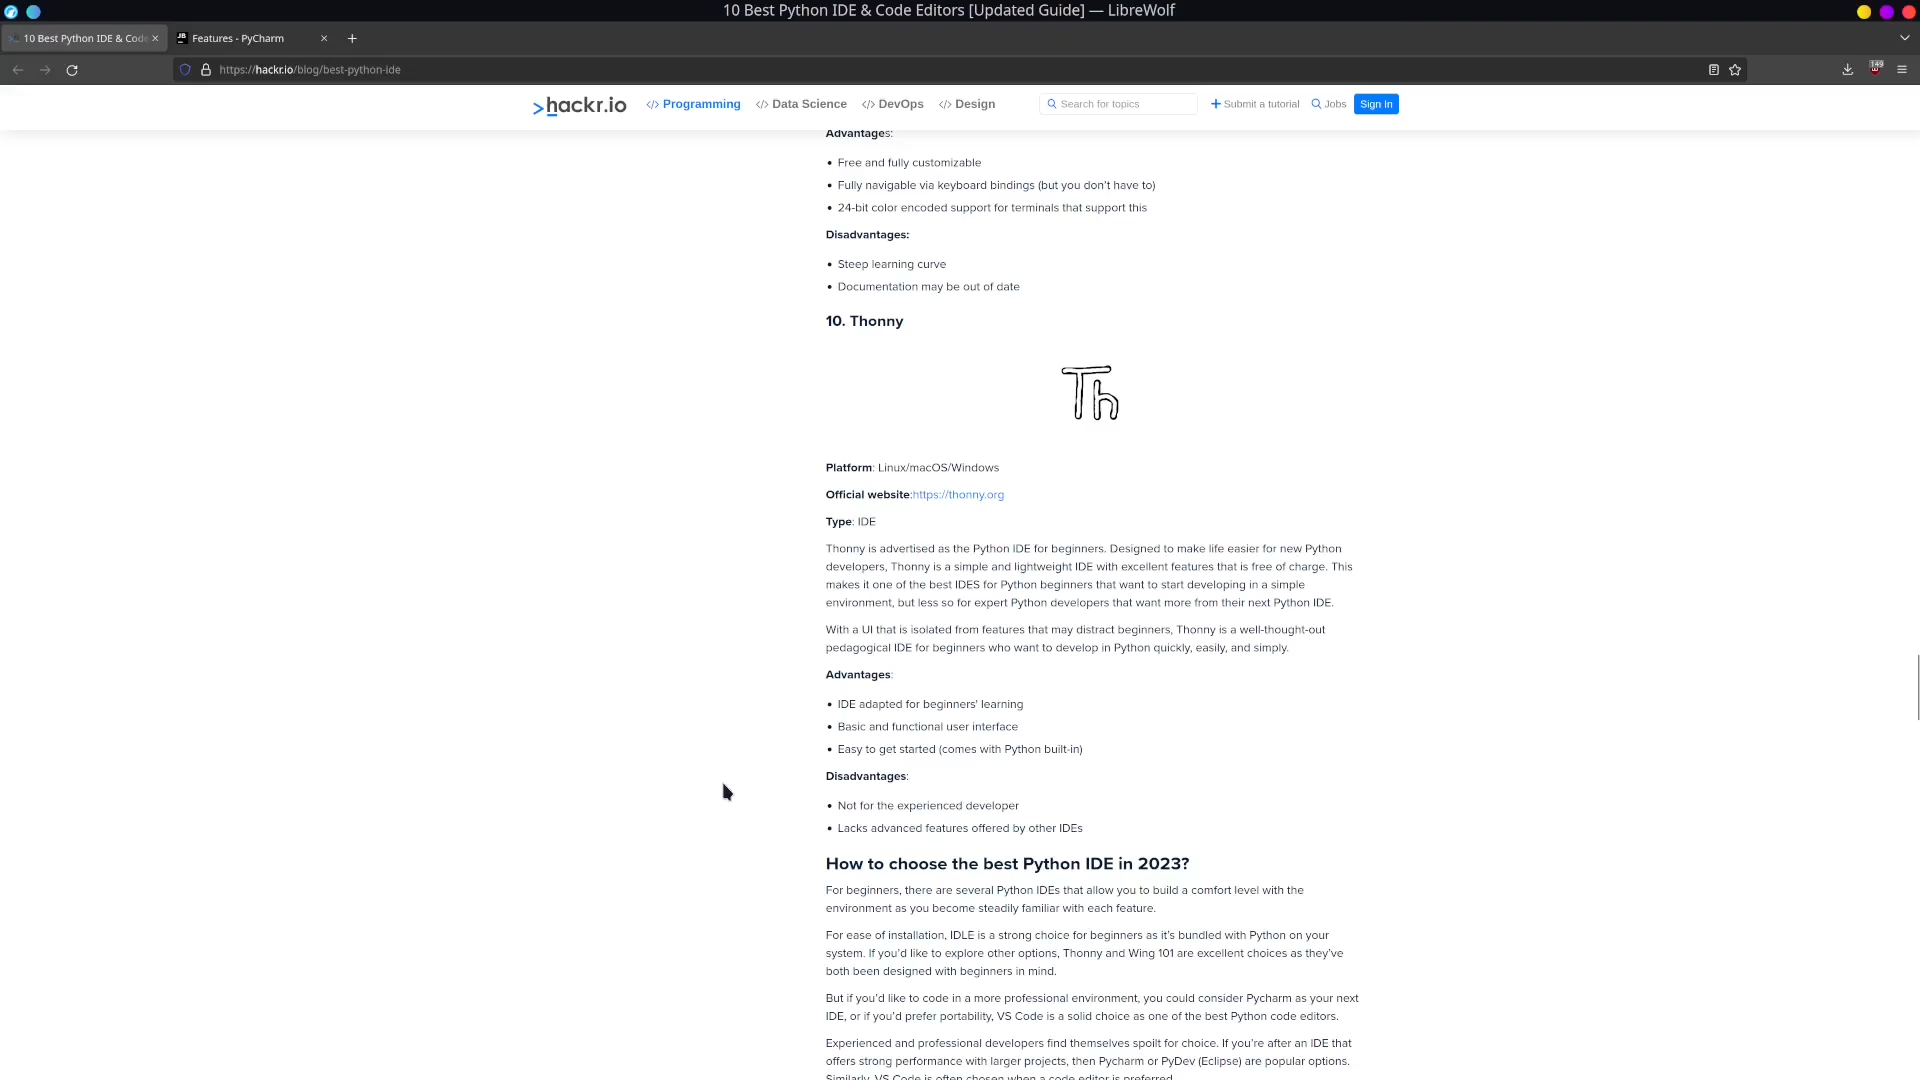 10 Best Python IDE & Code Editors [Updated Guide] — LibreWolf
10 Best Python IDE & Code
Features - PyCharm
https://hackr.io/blog/best-python-ide
149
>hackr.io
</> Programming
</> Data Science
</> DevOps
</> Design
Search for topics
+ Submit a tutorial
Jobs
Sign In
Advantages:
• Free and fully customizable
• Fully navigable via keyboard bindings (but you don't have to)
• 24-bit color encoded support for terminals that support this
Disadvantages:
• Steep learning curve
• Documentation may be out of date
10. Thonny
Th
Platform: Linux/macOS/Windows
Official website:https://thonny.org
Type: IDE
Thonny is advertised as the Python IDE for beginners. Designed to make life easier for new Python
developers, Thonny is a simple and lightweight IDE with excellent features that is free of charge. This
makes it one of the best IDES for Python beginners that want to start developing in a simple
environment, but less so for expert Python developers that want more from their next Python IDE.
With a UI that is isolated from features that may distract beginners, Thonny is a well-thought-out
pedagogical IDE for beginners who want to develop in Python quickly, easily, and simply.
Advantages:
• IDE adapted for beginners' learning
• Basic and functional user interface
• Easy to get started (comes with Python built-in)
Disadvantages:
• Not for the experienced developer
• Lacks advanced features offered by other IDEs
How to choose the best Python IDE in 2023?
For beginners, there are several Python IDEs that allow you to build a comfort level with the
environment as you become steadily familiar with each feature.
For ease of installation, IDLE is a strong choice for beginners as it's bundled with Python on your
system. If you'd like to explore other options, Thonny and Wing 101 are excellent choices as they've
both been designed with beginners in mind.
But if you'd like to code in a more professional environment, you could consider Pycharm as your next
IDE, or if you'd prefer portability, VS Code is a solid choice as one of the best Python code editors.
Experienced and professional developers find themselves spoilt for choice. If you're after an IDE that
offers strong performance with larger projects, then Pycharm or PyDev (Eclipse) are popular options.
Similarly, VS Code is often chosen when a code editor is preferred.